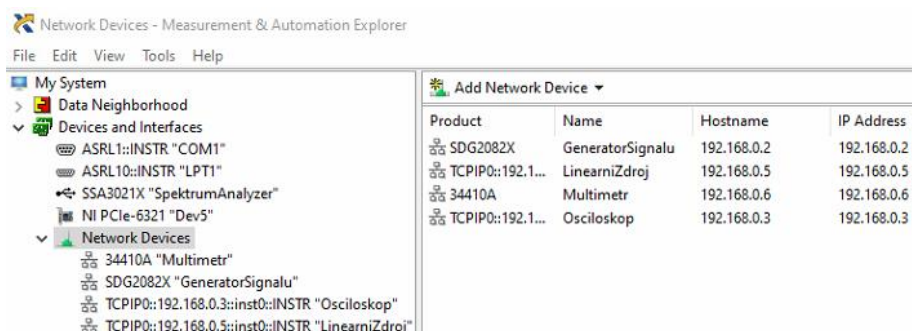 Network Devices - Measurement & Automation Explorer
File Edit View Tools Help
My System
Data Neighborhood
Devices and Interfaces
ASRL1::INSTR "COM1"
ASRL10::INSTR "LPT1"
SSA3021X "SpektrumAnalyzer"
NI PCIe-6321 "Dev5"
Network Devices
34410A "Multimetr"
SDG2082X "GeneratorSignalu"
TCPIP0::192.168.0.3::inst0::INSTR "Osciloskop"
TCPIP0::192.168.0.5::inst0::INSTR "LinearniZdroj"
Add Network Device
Product Name Hostname IP Address
SDG2082X GeneratorSignalu 192.168.0.2 192.168.0.2
TCPIP0::192.1... LinearniZdroj 192.168.0.5 192.168.0.5
34410A Multimetr 192.168.0.6 192.168.0.6
TCPIP0::192.1... Osciloskop 192.168.0.3 192.168.0.3